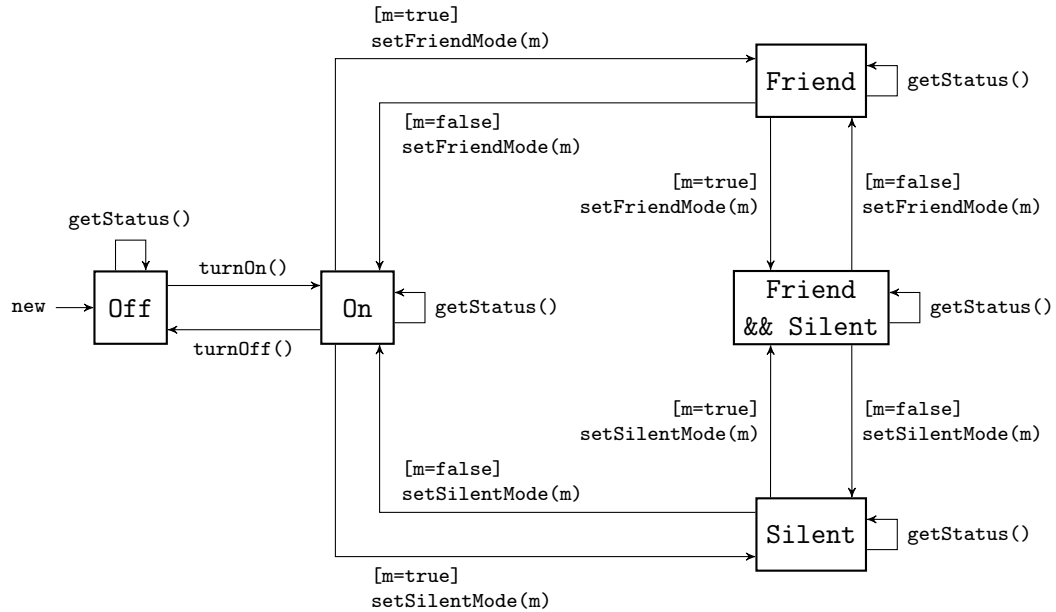 [m=true]
setFriendMode(m)
Friend
getStatus()
[m=false]
setFriendMode(m)
[m=true]
setFriendMode(m)
[m=false]
setFriendMode(m)
getStatus()
new
Off
turnOn()
turnOff()
On
getStatus()
Friend
&& Silent
getStatus()
[m=true]
setSilentMode(m)
[m=false]
setSilentMode(m)
[m=false]
setSilentMode(m)
Silent
getStatus()
[m=true]
setSilentMode(m)